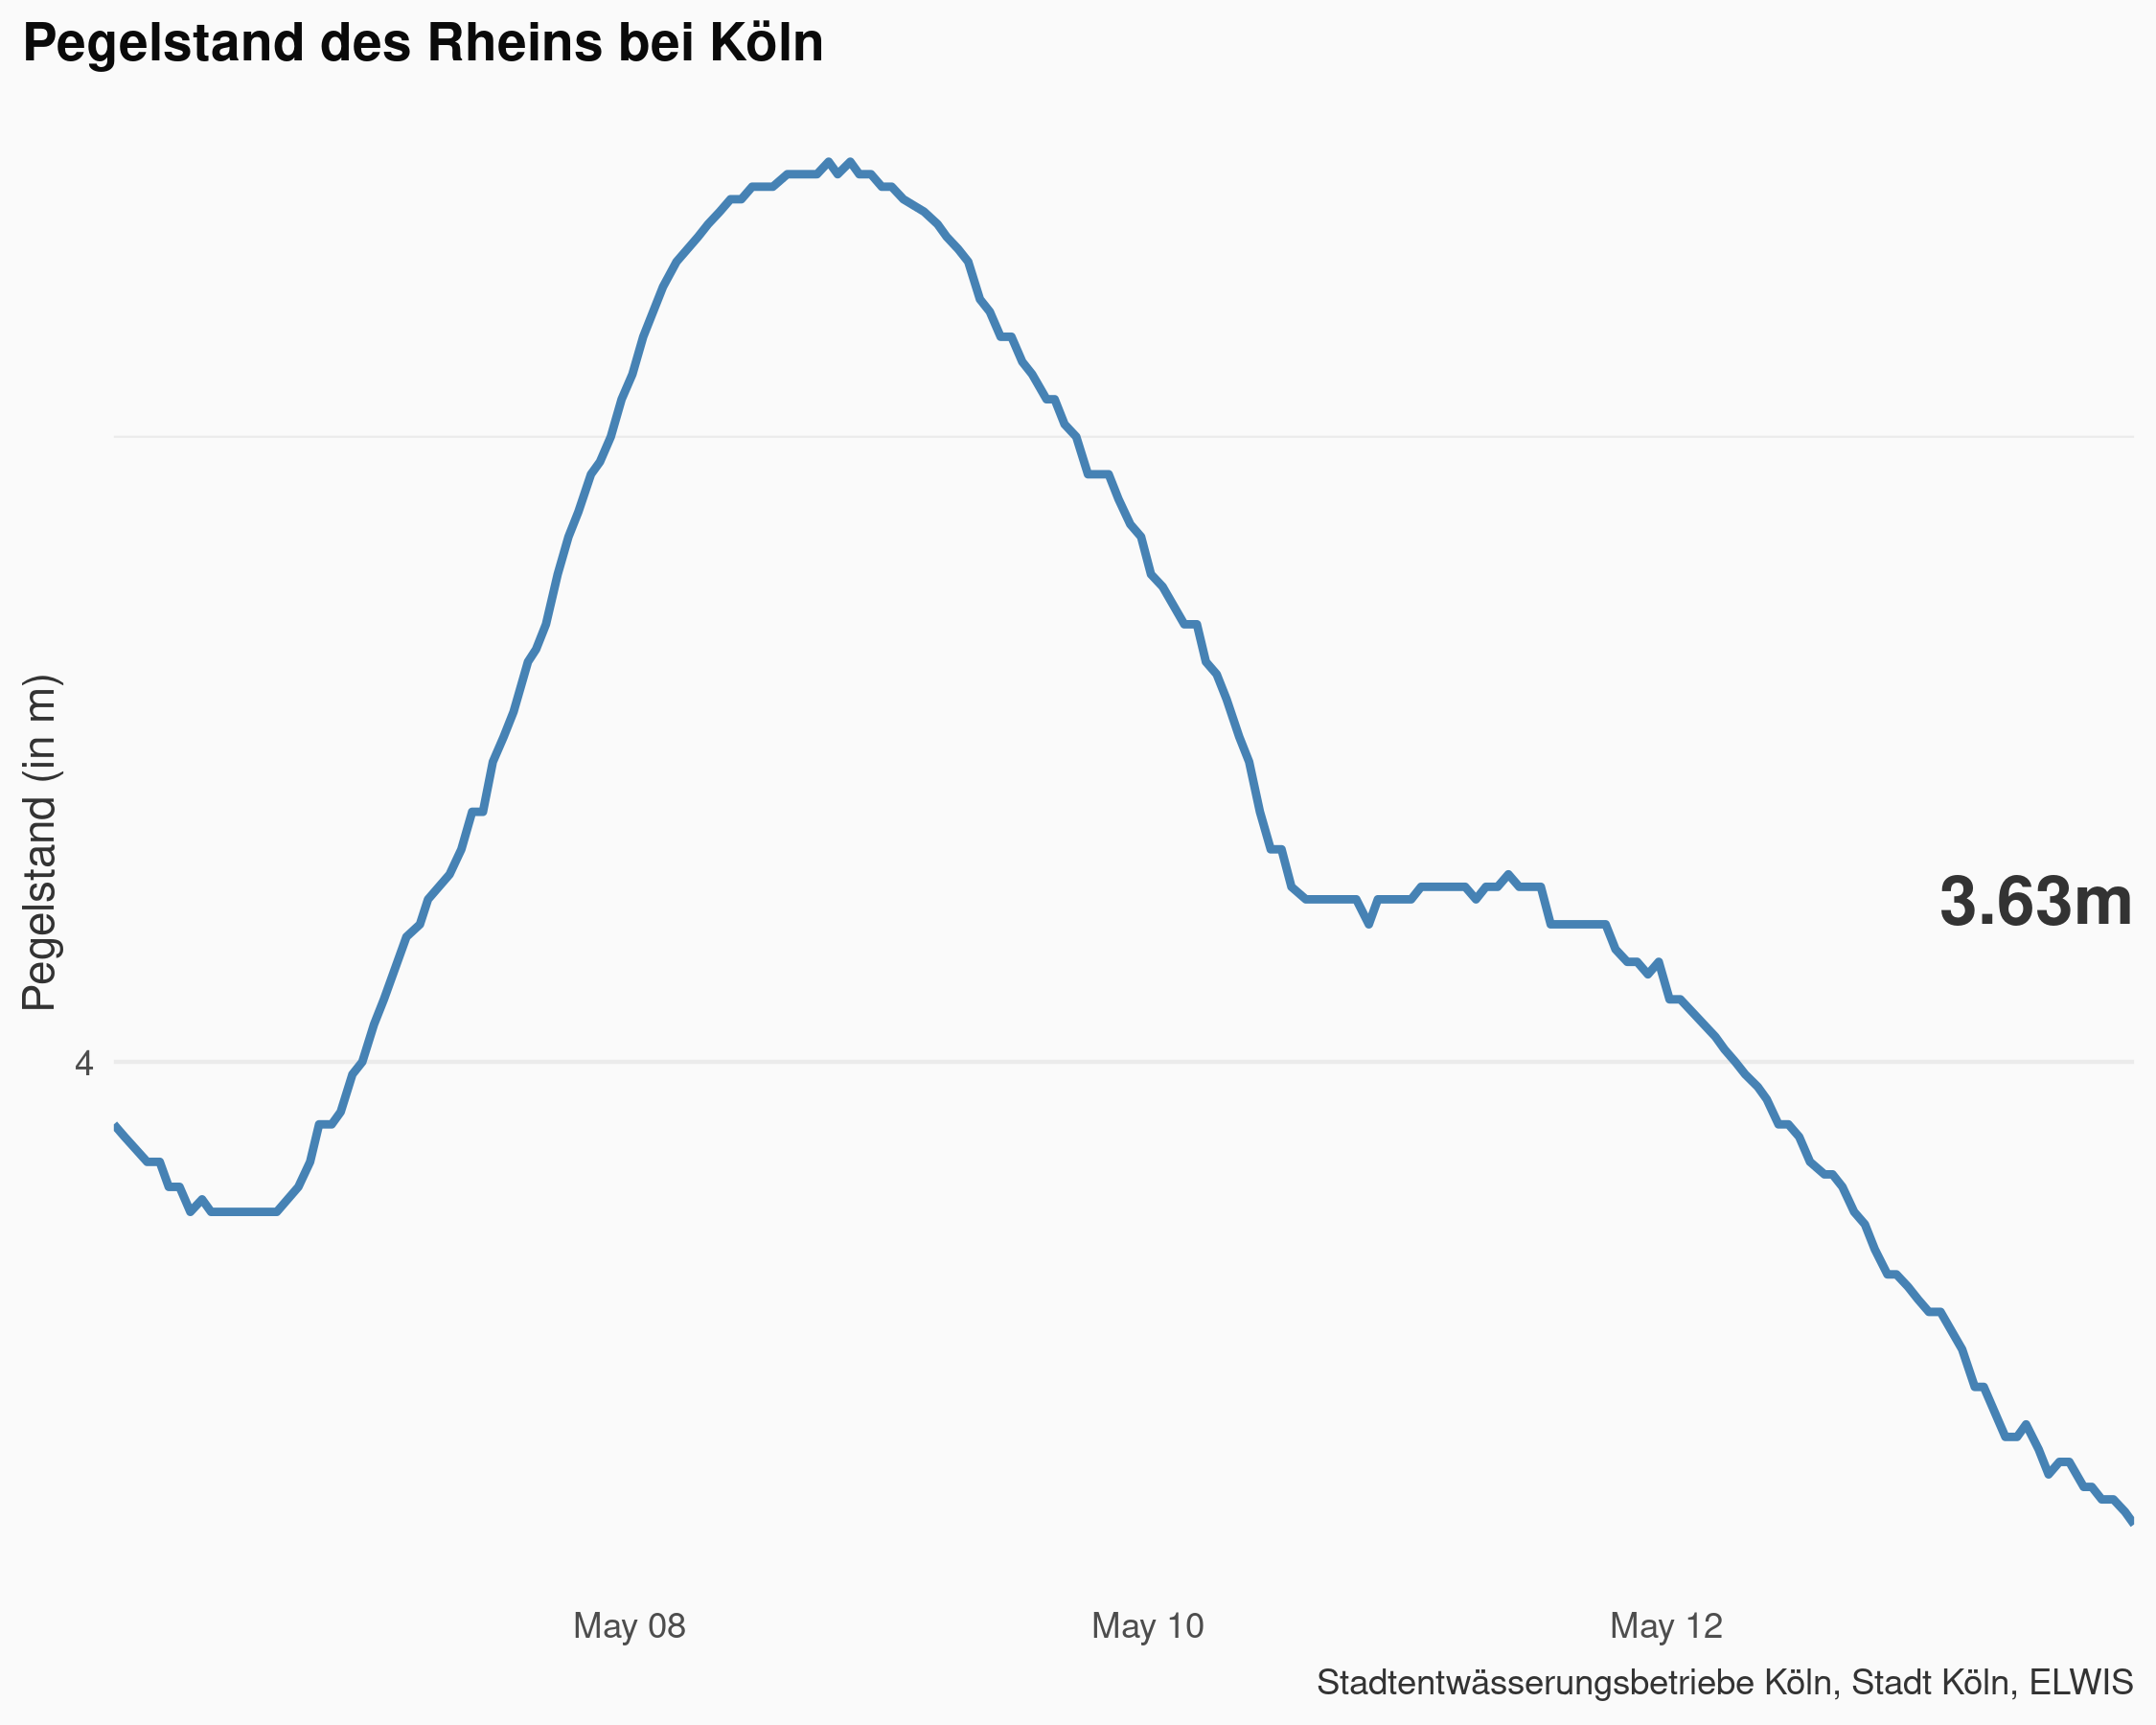 Pegelstand des Rheins bei Köln
Pegelstand (in m)
3.63m
4
May 08 May 10 May 12
Stadtentwässerungsbetriebe Köln, Stadt Köln, ELWIS